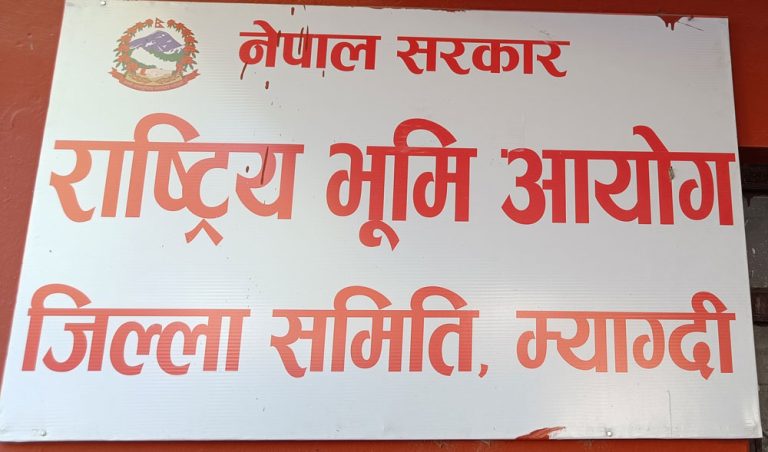 नेपाल सरकार
राष्ट्रिय भूमि आयोग
जिल्ला समिति, म्याग्दी